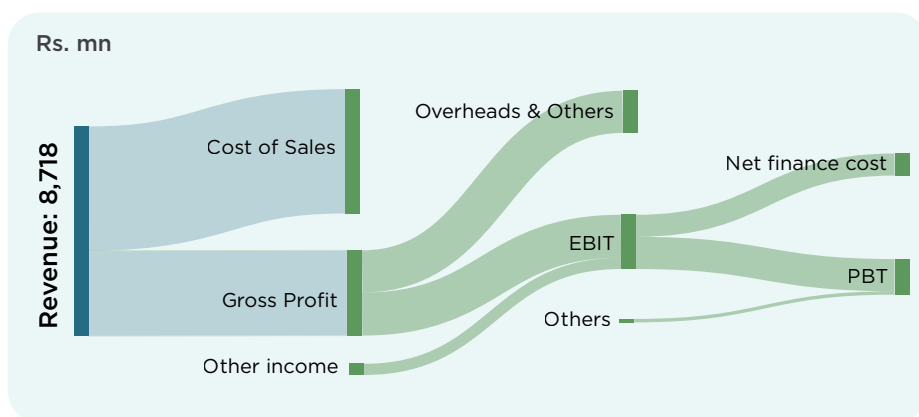 Rs. mn
Revenue: 8,718
Cost of Sales
Gross Profit
Other income
Overheads & Others
EBIT
Others
Net finance cost
PBT